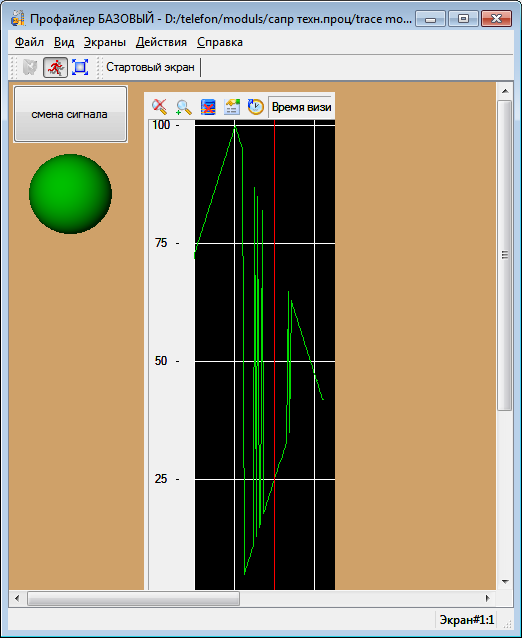 Профайлер БАЗОВЫЙ - D:/telefon/moduls/сапр техн.проц/trace mo...
Файл Вид Экраны Действия Справка
Стартовый экран
смена сигнала
Время визи
100 -
75 -
50 -
25 -
Экран#1:1